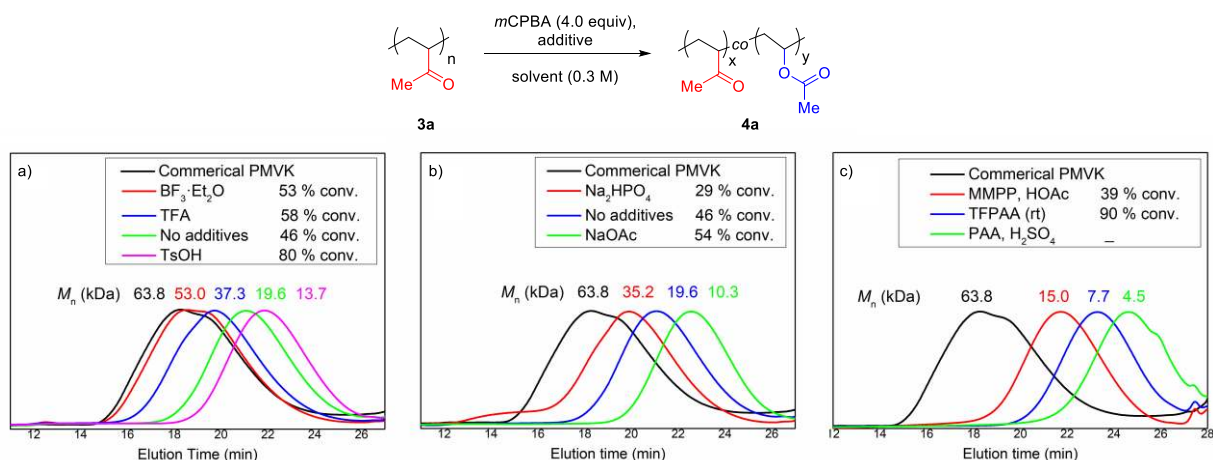 mCPBA (4.0 equiv),
additive
solvent (0.3 M)
n
Me
O
3a
co
x
y
Me
O
O
O
Me
4a
a)
Commerical PMVK
BF₃·Et₂O 53 % conv.
TFA 58 % conv.
No additives 46 % conv.
TsOH 80 % conv.
Mn (kDa) 63.8 53.0 37.3 19.6 13.7
12 14 16 18 20 22 24 26
Elution Time (min)
b)
Commerical PMVK
Na₂HPO₄ 29 % conv.
No additives 46 % conv.
NaOAc 54 % conv.
Mn (kDa) 63.8 35.2 19.6 10.3
12 14 16 18 20 22 24 26
Elution time (min)
c)
Commerical PMVK
MMPP, HOAc 39 % conv.
TFPAA (rt) 90 % conv.
PAA, H₂SO₄ _
Mn (kDa) 63.8 15.0 7.7 4.5
12 14 16 18 20 22 24 26 28
Elution time (min)